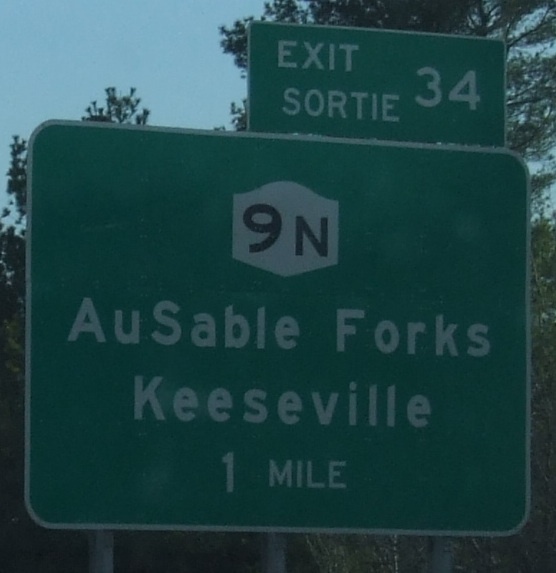 EXIT
SORTIE 34
9N
AuSable Forks
Keeseville
1 MILE